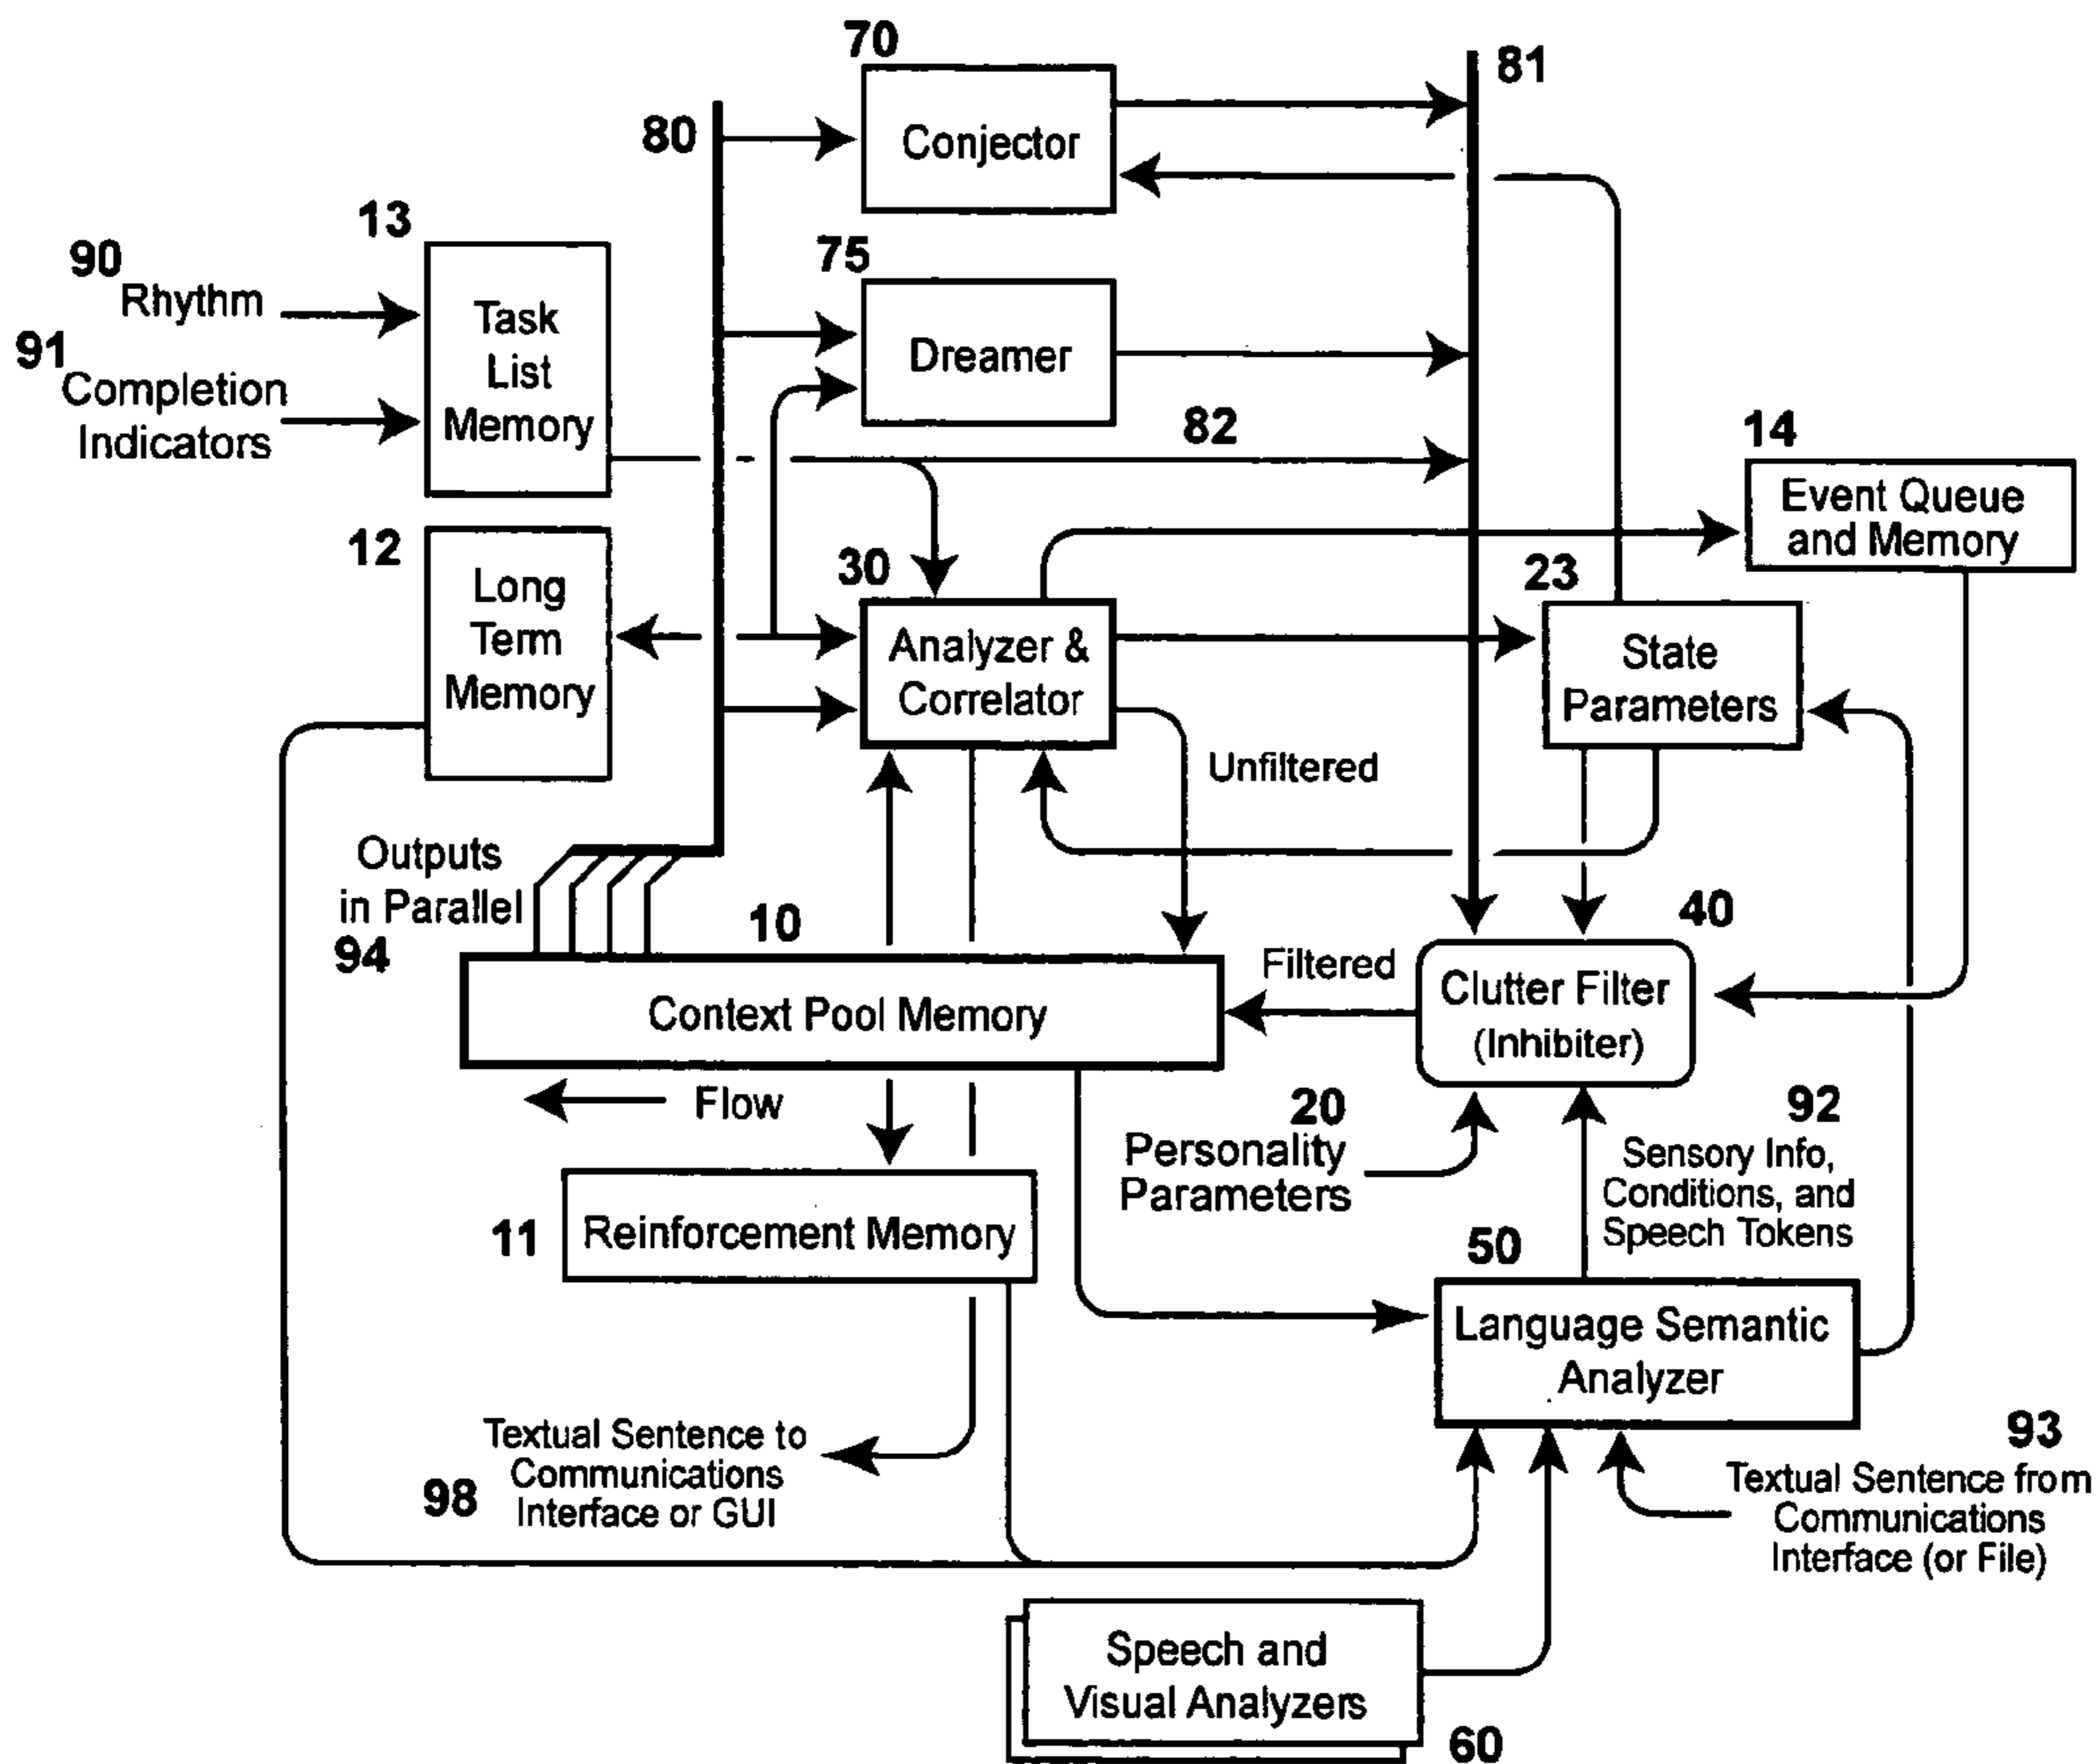 70
81
80
Conjector
13
90
Rhythm
75
91
Task
List
Memory
Dreamer
Completion
Indicators
82
14
12
Event Queue
and Memory
30
23
Long
Term
Memory
Analyzer &
Correlator
State
Parameters
Unfiltered
Outputs
in Parallel
94
10
40
Filtered
Clutter Filter
(Inhibiter)
Context Pool Memory
Flow
20
Personality
Parameters
92
Sensory Info,
Conditions, and
Speech Tokens
11
Reinforcement Memory
50
Language Semantic
Analyzer
Textual Sentence to
Communications
Interface or GUI
98
93
Textual Sentence from
Communications
Interface (or File)
Speech and
Visual Analyzers
60